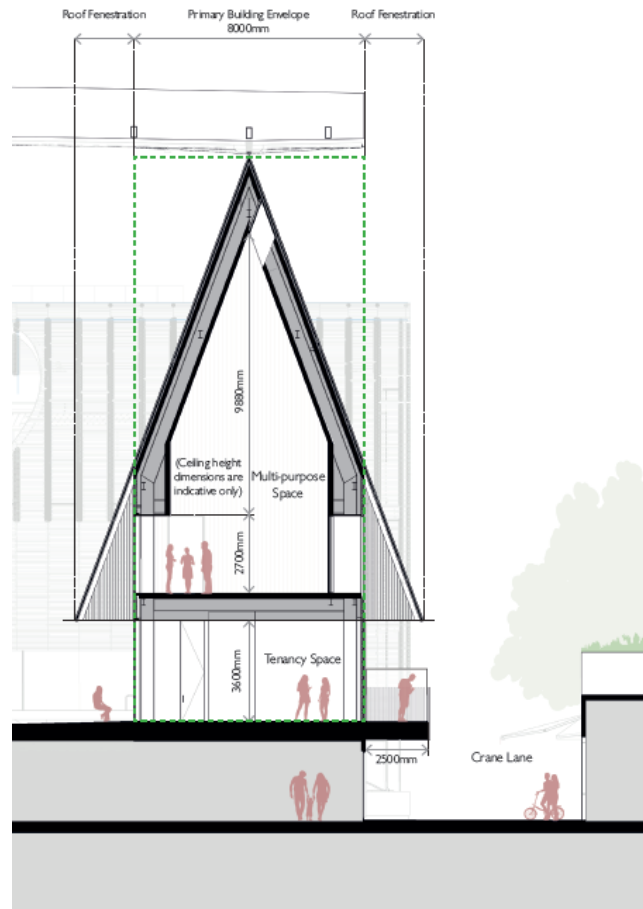 Roof Fenestration
Primary Building Envelope
8000mm
Roof Fenestration
9880mm
(Ceiling height
dimensions are
indicative only)
Multi-purpose
Space
2700mm
3600mm
Tenancy Space
2500mm
Crane Lane